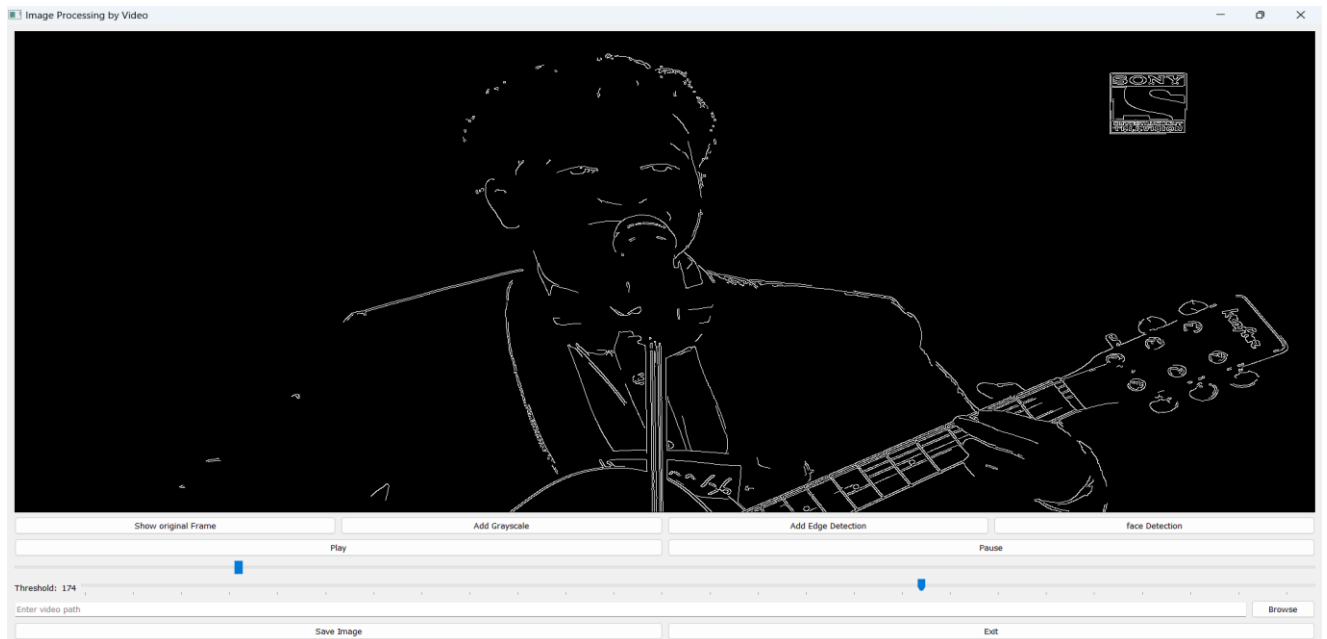 Image Processing by Video
SONY
TELEVISION
Show original Frame
Add Grayscale
Add Edge Detection
face Detection
Play
Pause
Threshold: 174
Enter video path
Browse
Save Image
Exit